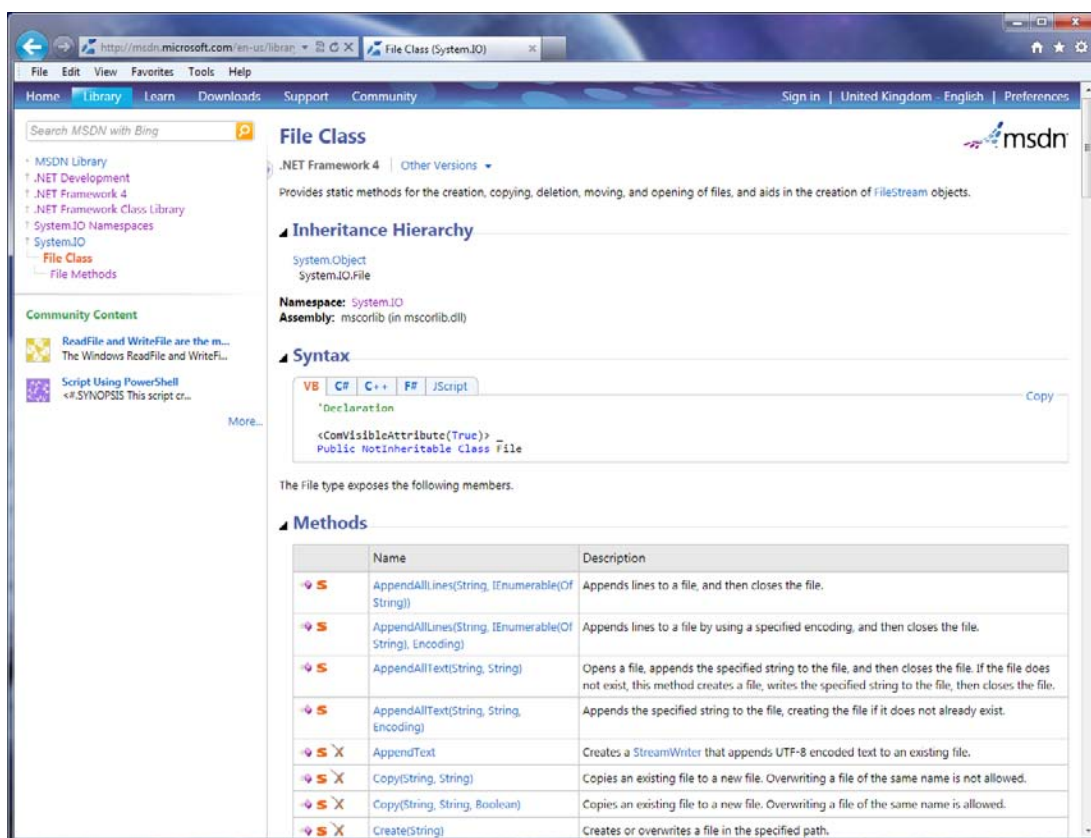 http://msdn.microsoft.com/en-us/librar
File Class (System.IO)
File Edit View Favorites Tools Help
Home Library Learn Downloads Support Community Sign in | United Kingdom - English | Preferences
Search MSDN with Bing
MSDN Library
.NET Development
.NET Framework 4
.NET Framework Class Library
System.IO Namespaces
System.IO
File Class
File Methods
Community Content
ReadFile and WriteFile are the m...
The Windows ReadFile and WriteFi...
Script Using PowerShell
<#.SYNOPSIS This script cr...
More...
File Class
msdn
.NET Framework 4 | Other Versions
Provides static methods for the creation, copying, deletion, moving, and opening of files, and aids in the creation of FileStream objects.
Inheritance Hierarchy
System.Object
System.IO.File
Namespace: System.IO
Assembly: mscorlib (in mscorlib.dll)
Syntax
VB C# C++ F# JScript
Copy
'Declaration
<ComVisibleAttribute(True)> _
Public NotInheritable Class File
The File type exposes the following members.
Methods
Name Description
AppendAllLines(String, IEnumerable(Of Appends lines to a file, and then closes the file.
String))
AppendAllLines(String, IEnumerable(Of Appends lines to a file by using a specified encoding, and then closes the file.
String), Encoding)
AppendAllText(String, String) Opens a file, appends the specified string to the file, and then closes the file. If the file does
not exist, this method creates a file, writes the specified string to the file, then closes the file.
AppendAllText(String, String, Appends the specified string to the file, creating the file if it does not already exist.
Encoding)
AppendText Creates a StreamWriter that appends UTF-8 encoded text to an existing file.
Copy(String, String) Copies an existing file to a new file. Overwriting a file of the same name is not allowed.
Copy(String, String, Boolean) Copies an existing file to a new file. Overwriting a file of the same name is allowed.
Create(String) Creates or overwrites a file in the specified path.